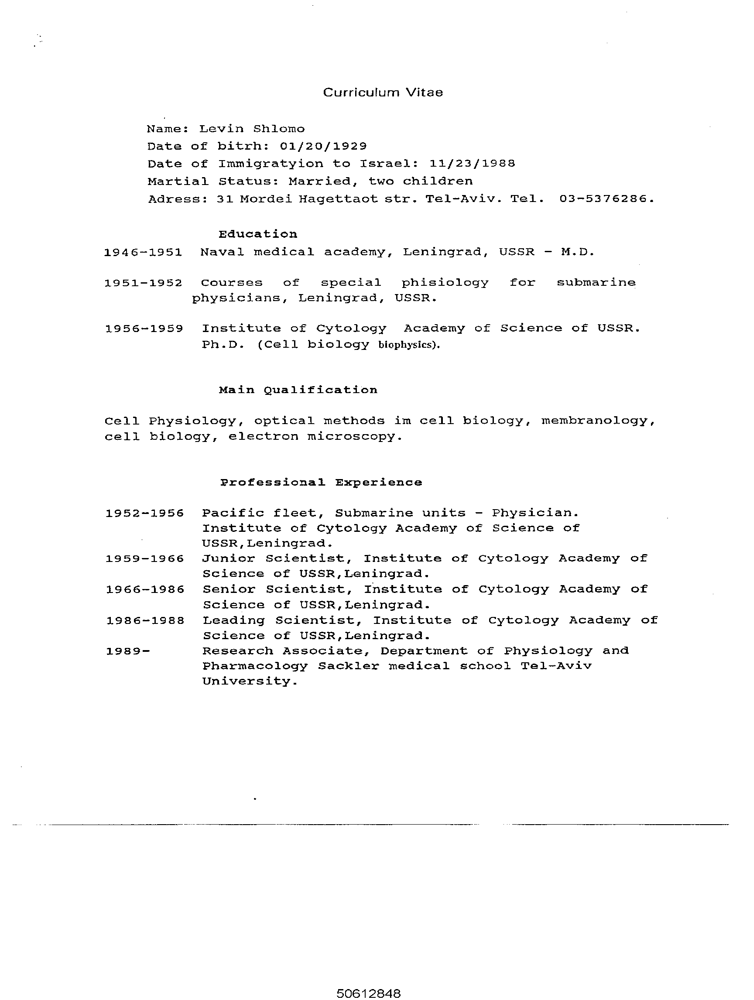 Curriculum Vitae
Name: Levin Shlomo
Date of bitrh: 01/20/1929
Date of Immigratyion to Israel: 11/23/1988
Martial Status: Married, two children
Adress: 31 Mordei Hagettaot str. Tel-Aviv. Tel. 03-5376286.
Education
1946-1951 Naval medical academy, Leningrad, USSR - M.D.
1951-1952 Courses of special phisiology for submarine
physicians, Leningrad, USSR.
1956-1959 Institute of Cytology Academy of Science of USSR.
Ph.D. (Cell biology biophysics).
Main Qualification
Cell Physiology, optical methods im cell biology, membranology,
cell biology, electron microscopy.
Professional Experience
1952-1956 Pacific fleet, Submarine units - Physician.
Institute of Cytology Academy of Science of
USSR,Leningrad.
1959-1966 Junior Scientist, Institute of Cytology Academy of
Science of USSR,Leningrad.
1966-1986 Senior Scientist, Institute of Cytology Academy of
Science of USSR,Leningrad.
1986-1988 Leading Scientist, Institute of Cytology Academy of
Science of USSR,Leningrad.
1989- Research Associate, Department of Physiology and
Pharmacology Sackler medical school Tel-Aviv
University.
50612848